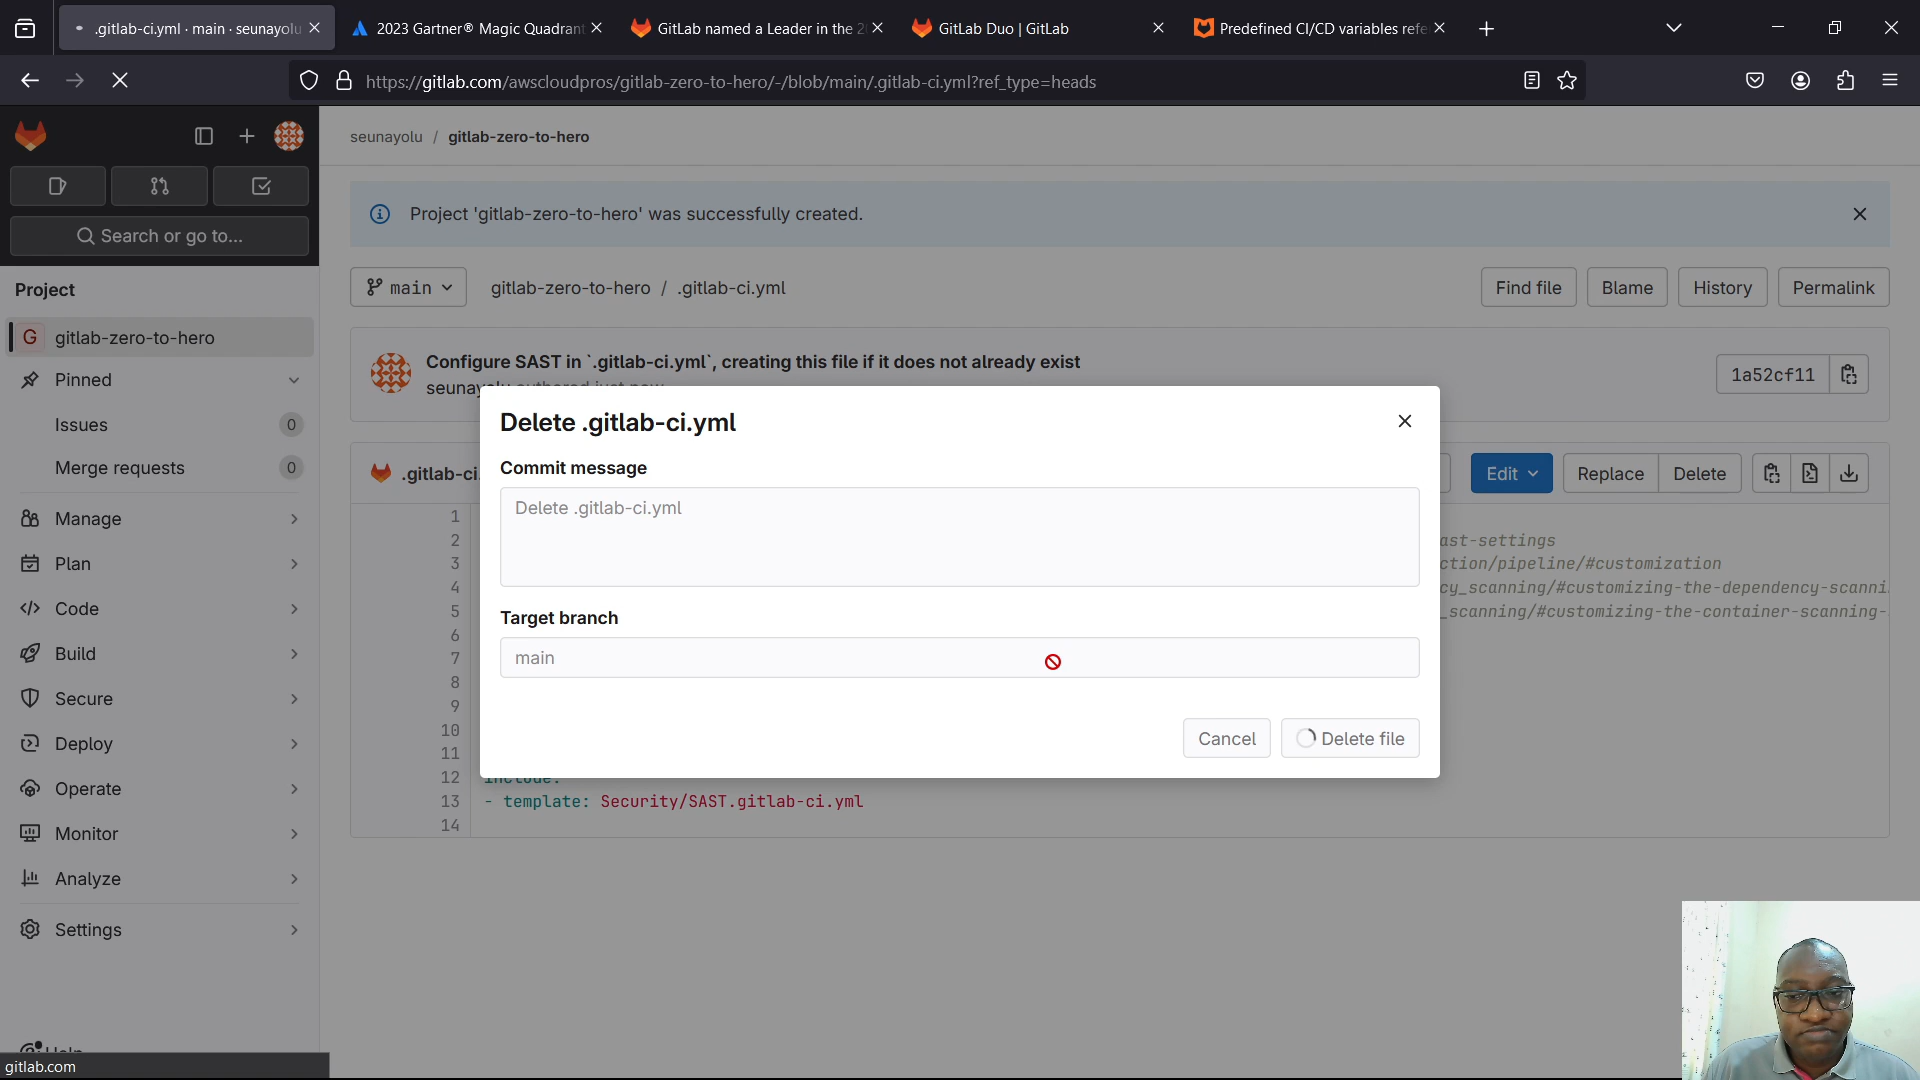 .gitlab-ci.yml · main · seunayolu
2023 Gartner® Magic Quadrant
GitLab named a Leader in the 2
GitLab Duo | GitLab
Predefined CI/CD variables refe
https://gitlab.com/awscloudpros/gitlab-zero-to-hero/-/blob/main/.gitlab-ci.yml?ref_type=heads
seunayolu / gitlab-zero-to-hero
Search or go to...
Project 'gitlab-zero-to-hero' was successfully created.
Project
G gitlab-zero-to-hero
Pinned
Issues 0
Merge requests 0
Manage
Plan
Code
Build
Secure
Deploy
Operate
Monitor
Analyze
Settings
Help
main
gitlab-zero-to-hero / .gitlab-ci.yml
Find file
Blame
History
Permalink
Configure SAST in `.gitlab-ci.yml`, creating this file if it does not already exist
seunayolu authored just now
1a52cf11
.gitlab-ci.
Edit
Replace
Delete
1
2 ast-settings
3 ction/pipeline/#customization
4 cy_scanning/#customizing-the-dependency-scanni
5 _scanning/#customizing-the-container-scanning-
6
7
8
9
10
11
12 include:
13 - template: Security/SAST.gitlab-ci.yml
14
Delete .gitlab-ci.yml
Commit message
Delete .gitlab-ci.yml
Target branch
main
Cancel
Delete file
gitlab.com